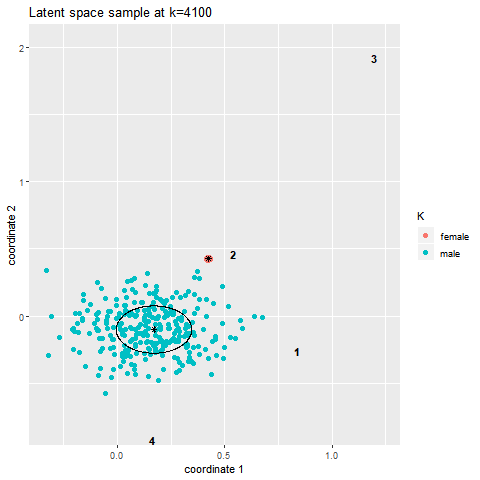 Latent space sample at k=4100
coordinate 2
2
1
0
3
2
1
4
0.0
0.5
1.0
coordinate 1
K
female
male